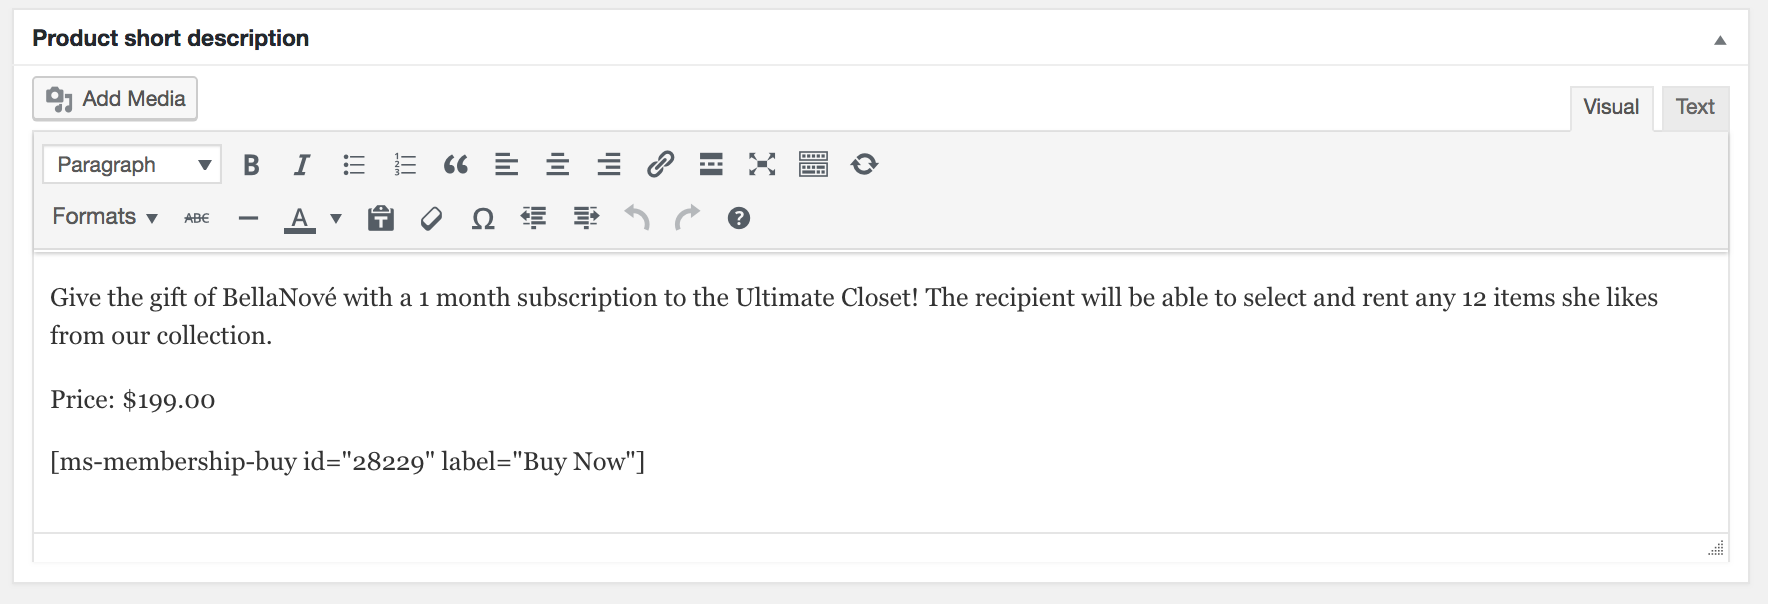 Product short description
Add Media
Visual Text
Paragraph B I
Formats ABC A
Give the gift of BellaNové with a 1 month subscription to the Ultimate Closet! The recipient will be able to select and rent any 12 items she likes
from our collection.
Price: $199.00
[ms-membership-buy id="28229" label="Buy Now"]